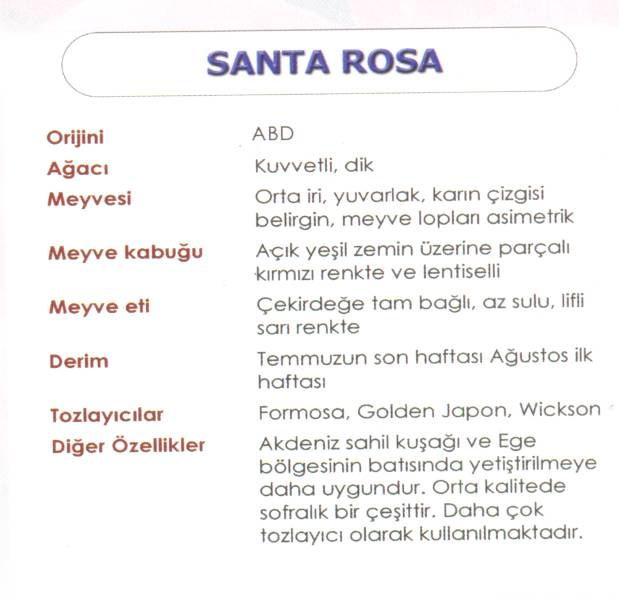 SANTA ROSA
Orijini ABD
Ağacı Kuvvetli, dik
Meyvesi Orta iri, yuvarlak, karın çizgisi
belirgin, meyve lopları asimetrik
Meyve kabuğu Açık yeşil zemin üzerine parçalı
kırmızı renkte ve lentiselli
Meyve eti Çekirdeğe tam bağlı, az sulu, lifli
sarı renkte
Derim Temmuzun son haftası Ağustos ilk
haftası
Tozlayıcılar Formosa, Golden Japon, Wickson
Diğer Özellikler Akdeniz sahil kuşağı ve Ege
bölgesinin batısında yetiştirilmeye
daha uygundur. Orta kalitede
sofralık bir çeşittir. Daha çok
tozlayıcı olarak kullanılmaktadır.